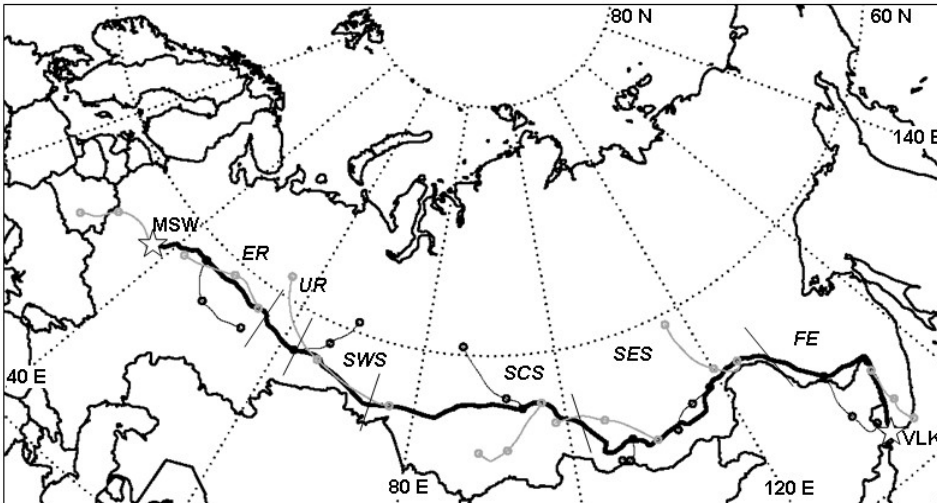 80 N
60 N
140 E
MSW
ER
UR
FE
SWS
SES
SCS
40 E
VLK
80 E
120 E